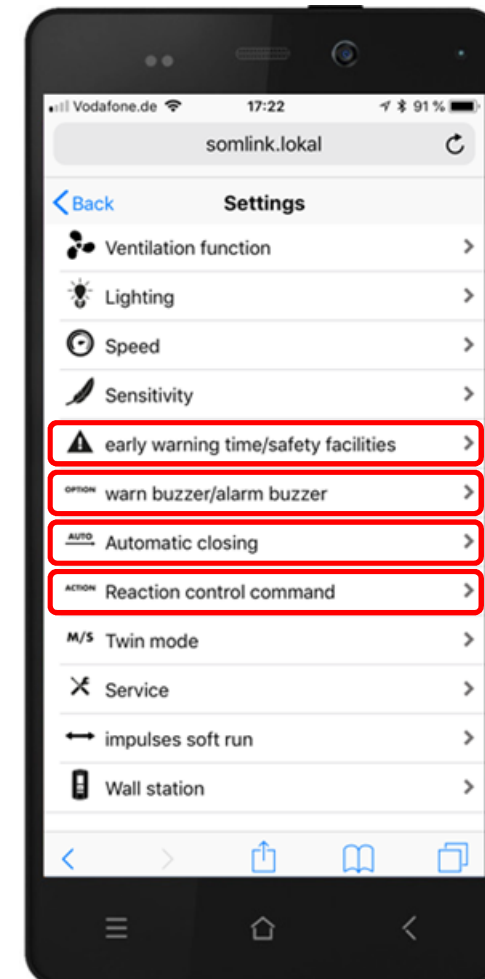 Vodafone.de 17:22 91 %
somlink.lokal
Back Settings
Ventilation function
Lighting
Speed
Sensitivity
early warning time/safety facilities
OPTION warn buzzer/alarm buzzer
AUTO Automatic closing
ACTION Reaction control command
M/S Twin mode
Service
impulses soft run
Wall station